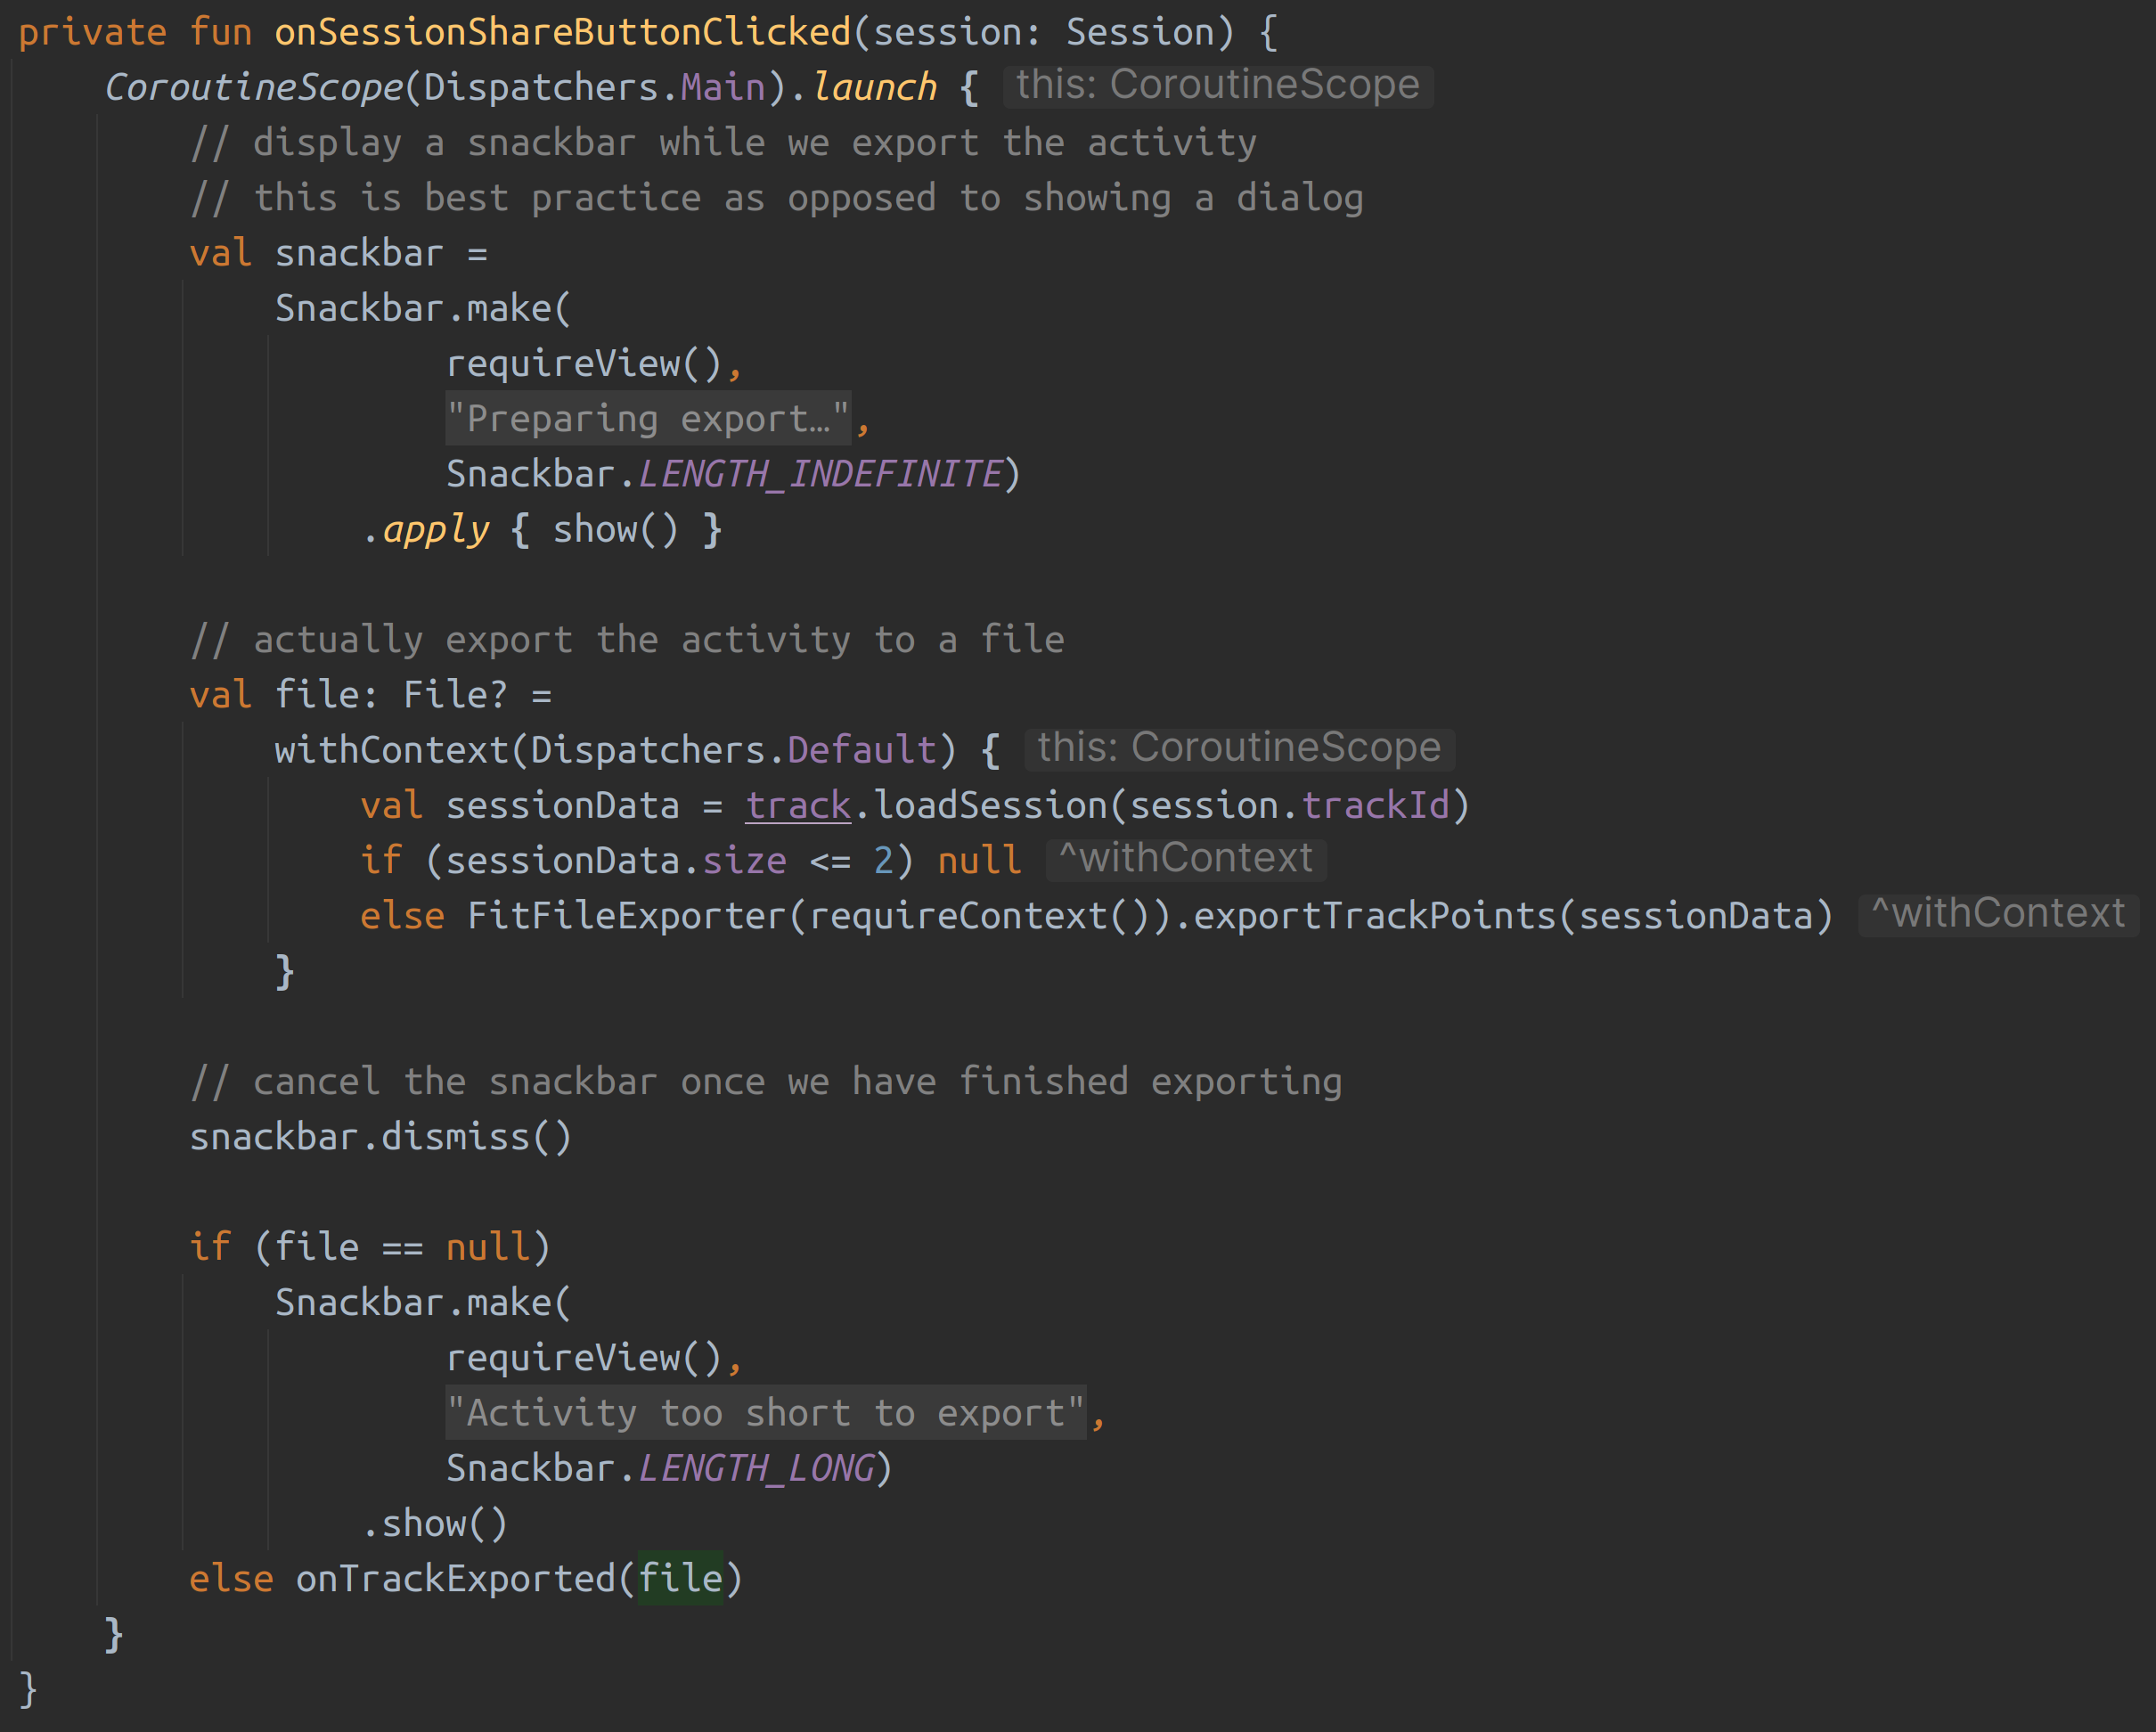 private fun onSessionShareButtonClicked(session: Session) {
CoroutineScope(Dispatchers.Main).launch { this: CoroutineScope
// display a snackbar while we export the activity
// this is best practice as opposed to showing a dialog
val snackbar =
Snackbar.make(
requireView(),
"Preparing export…",
Snackbar.LENGTH_INDEFINITE)
.apply { show() }
// actually export the activity to a file
val file: File? =
withContext(Dispatchers.Default) { this: CoroutineScope
val sessionData = track.loadSession(session.trackId)
if (sessionData.size <= 2) null ^withContext
else FitFileExporter(requireContext()).exportTrackPoints(sessionData) ^withContext
}
// cancel the snackbar once we have finished exporting
snackbar.dismiss()
if (file == null)
Snackbar.make(
requireView(),
"Activity too short to export",
Snackbar.LENGTH_LONG)
.show()
else onTrackExported(file)
}
}